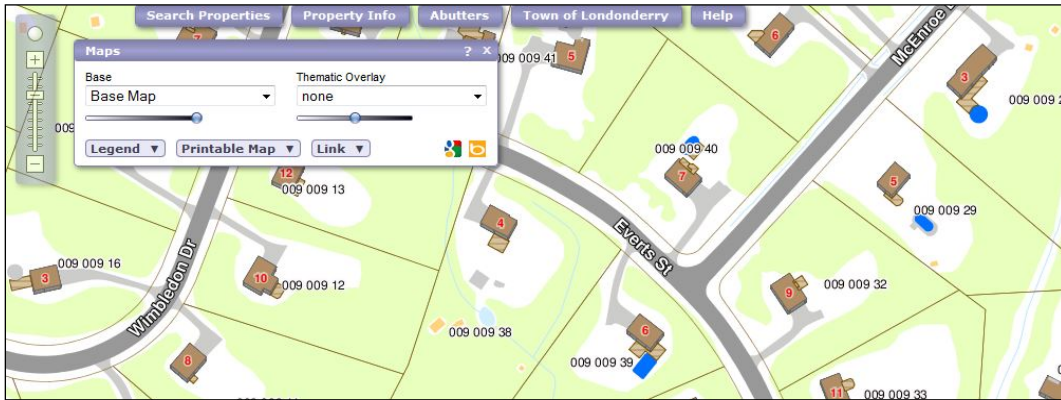 Search Properties
Property Info
Abutters
Town of Londonderry
Help
Maps
? X
Base
Thematic Overlay
Base Map
none
Legend ▼
Printable Map ▼
Link ▼
7
009 41
5
6
McEnroe
3
009 009
009
009 009 40
7
12
009 009 13
5
009 009 29
4
Everts St
009 009 16
3
10
009 009 12
Wimbledon Dr
9
009 009 32
009 009 38
6
8
009 009 39
11
009 009 33